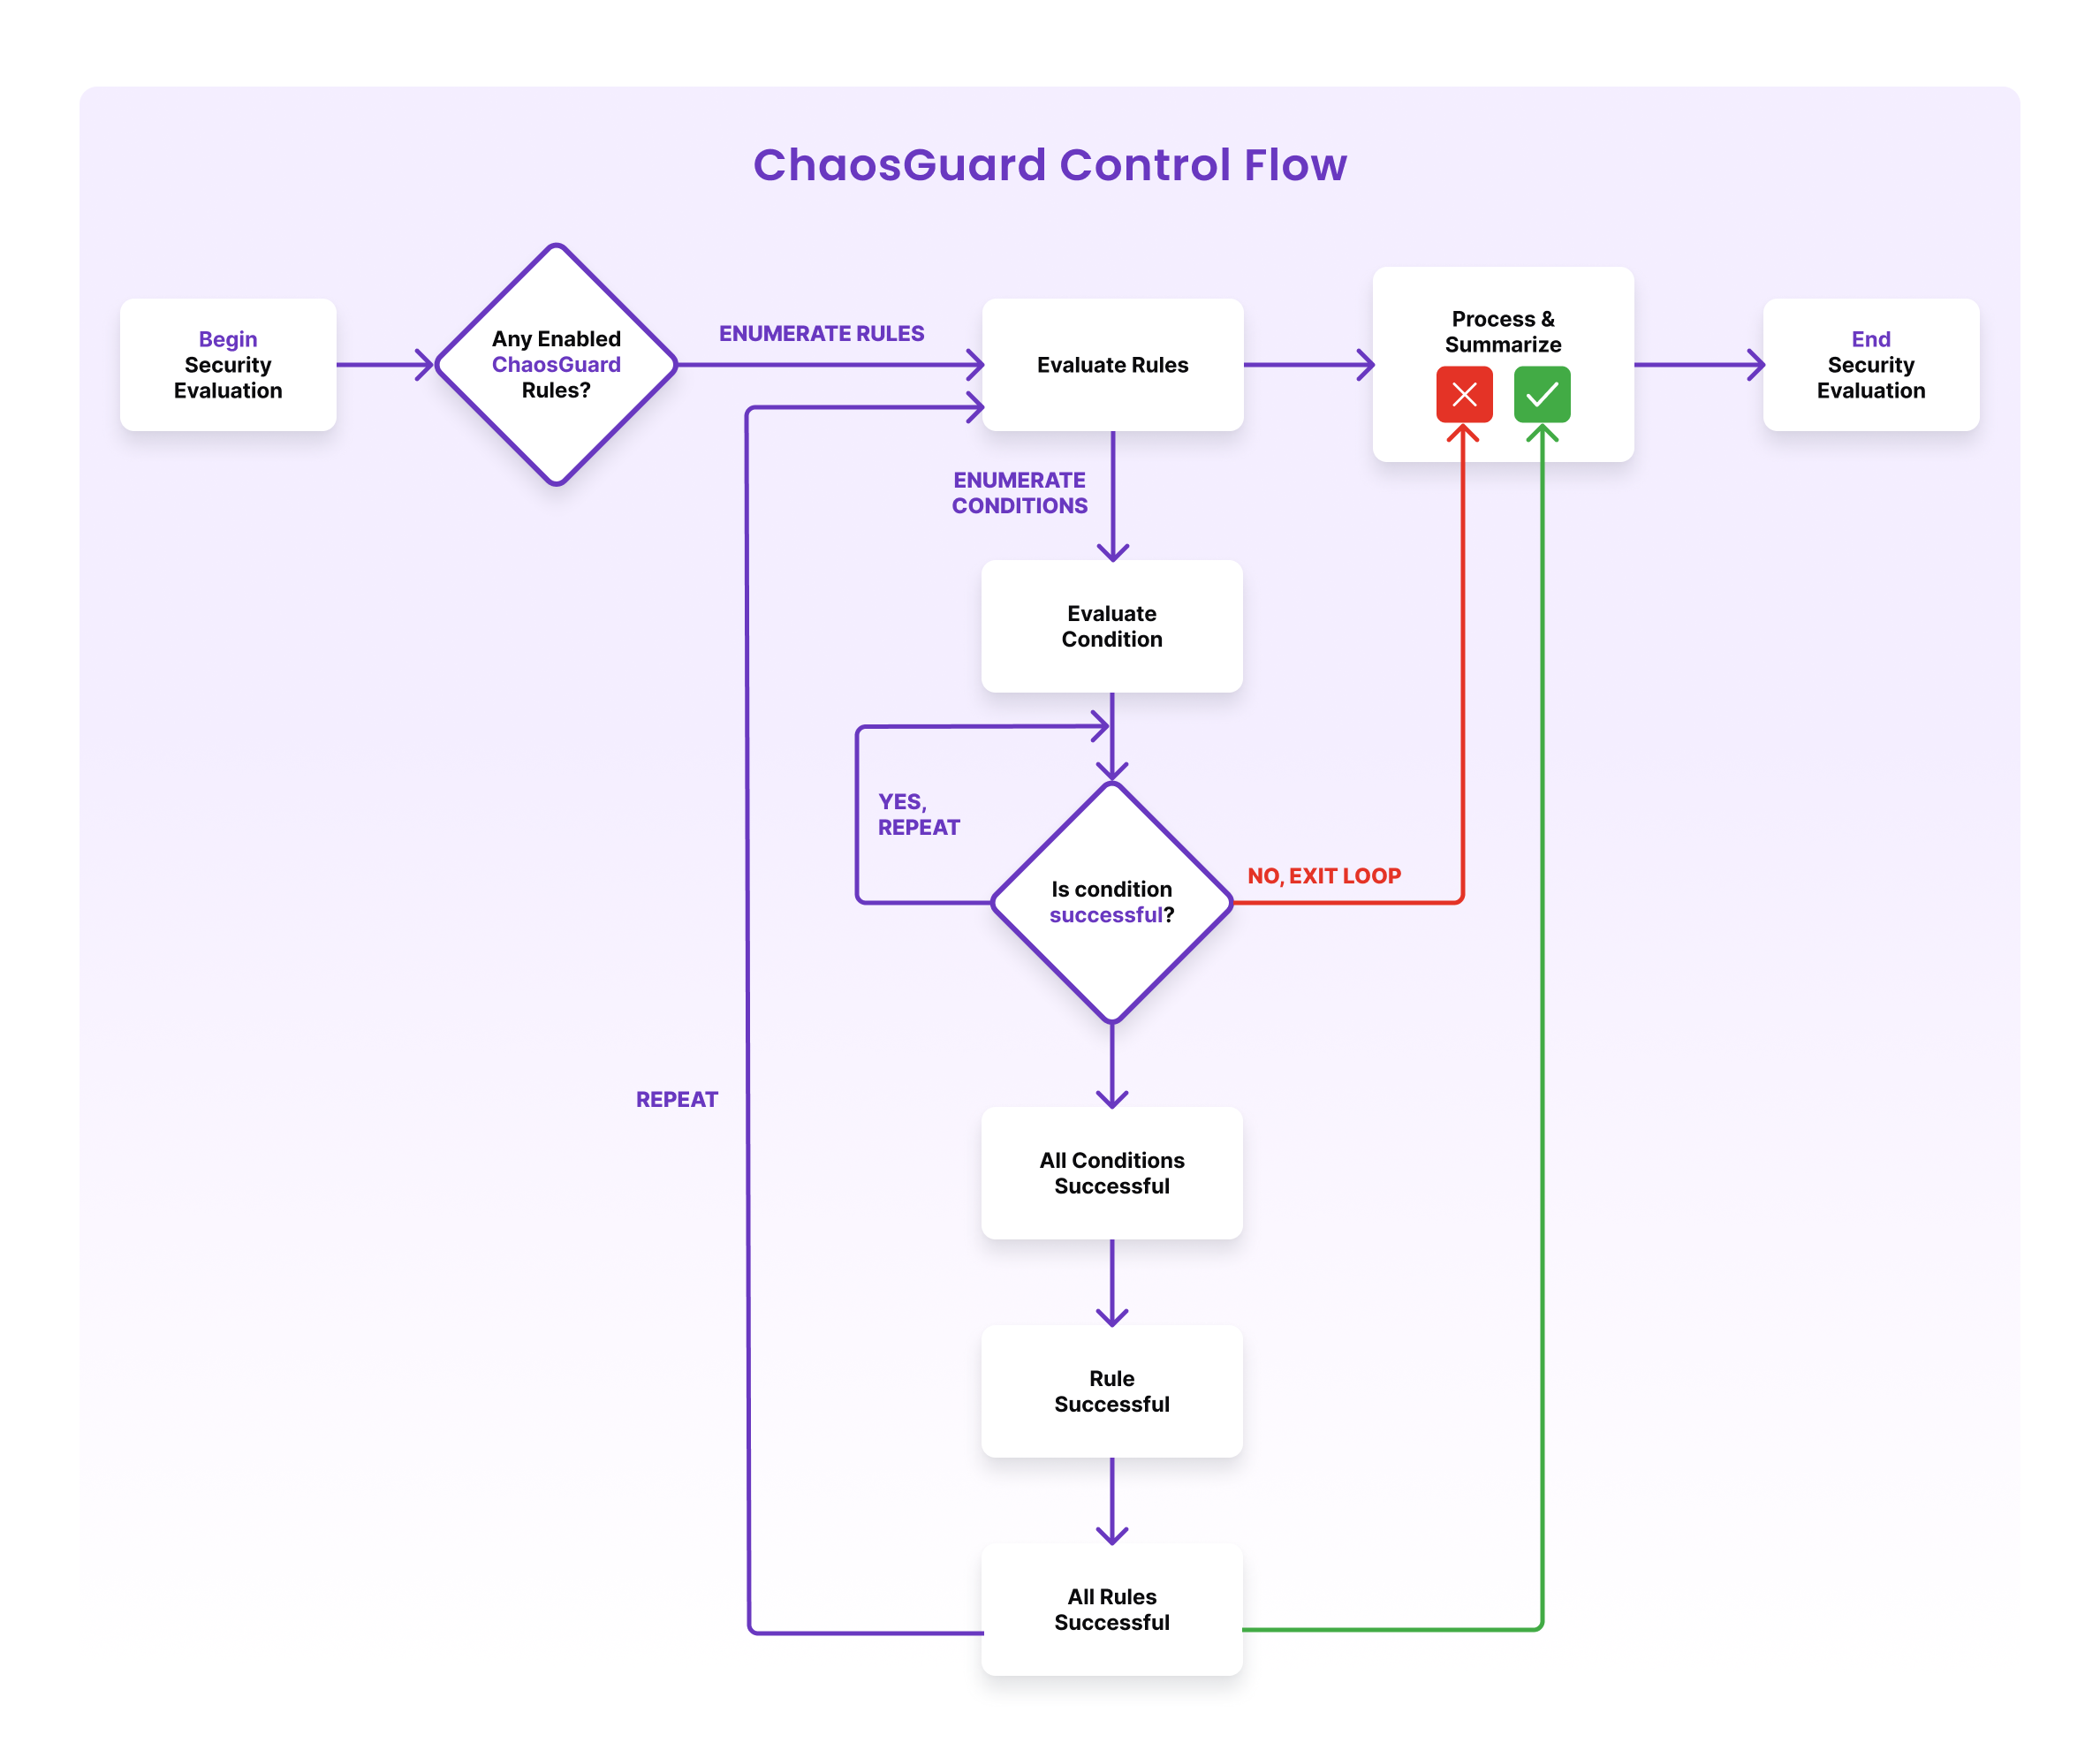 ChaosGuard Control Flow
Begin
Security
Evaluation
Any Enabled
ChaosGuard
Rules?
ENUMERATE RULES
Evaluate Rules
Process &
Summarize
End
Security
Evaluation
ENUMERATE
CONDITIONS
Evaluate
Condition
YES,
REPEAT
Is condition
successful?
NO, EXIT LOOP
REPEAT
All Conditions
Successful
Rule
Successful
All Rules
Successful